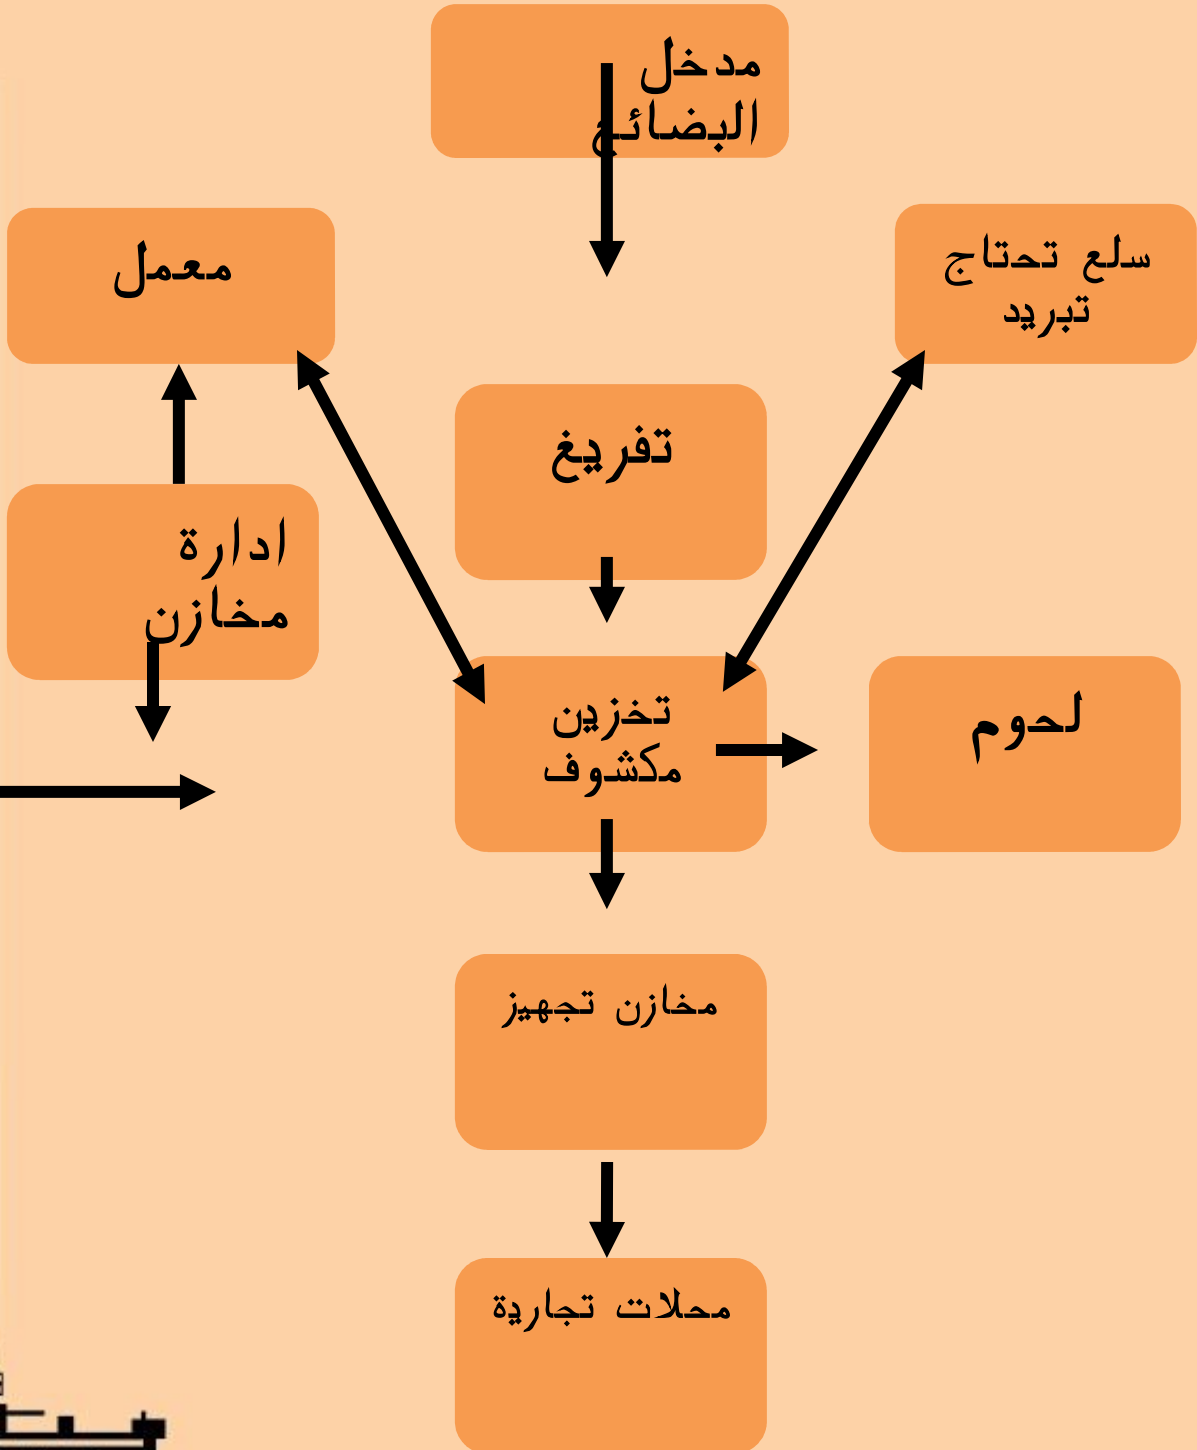 مدخل
البضائع
معمل
سلع تحتاج
تبريد
تفريغ
ادارة
مخازن
تخزين
مكشوف
لحوم
مخازن تجهيز
محلات تجارية